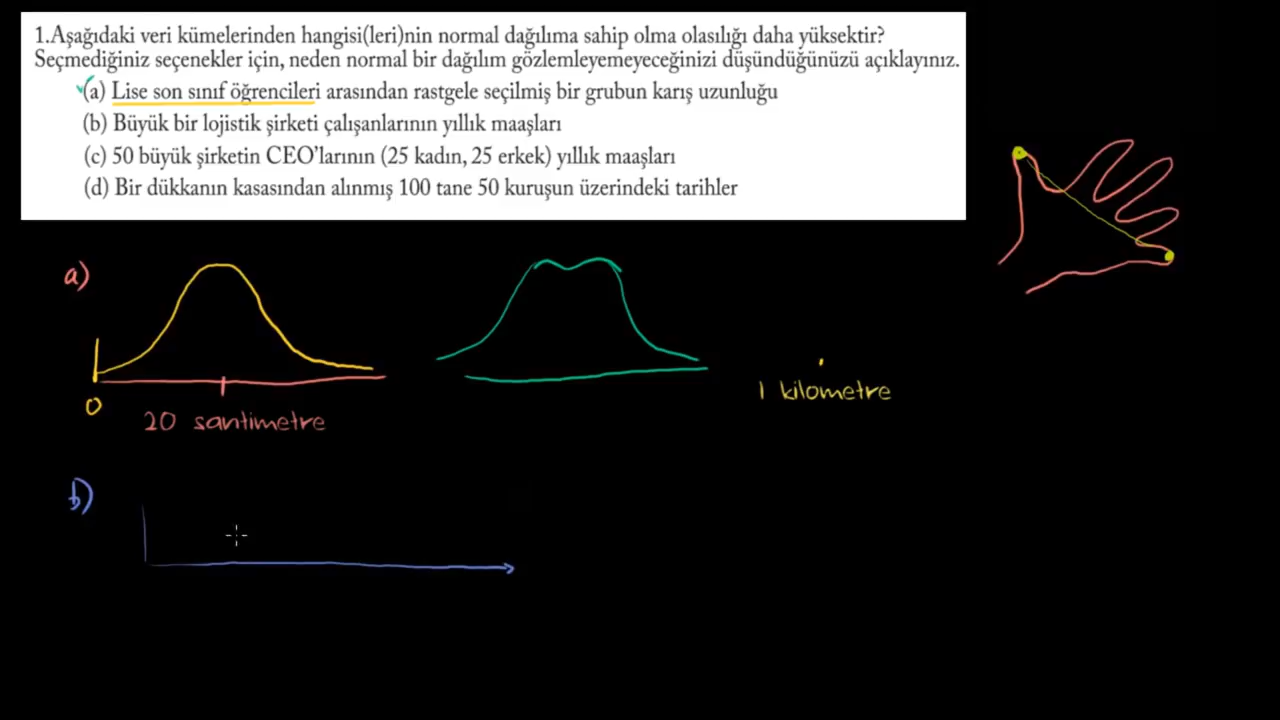 1.Aşağıdaki veri kümelerinden hangisi(leri)nin normal dağılıma sahip olma olasılığı daha yüksektir?
Seçmediğiniz seçenekler için, neden normal bir dağılım gözlemleyemeyeceğinizi düşündüğünüzü açıklayınız.
(a) Lise son sınıf öğrencileri arasından rastgele seçilmiş bir grubun karış uzunluğu
(b) Büyük bir lojistik şirketi çalışanlarının yıllık maaşları
(c) 50 büyük şirketin CEO'larının (25 kadın, 25 erkek) yıllık maaşları
(d) Bir dükkanın kasasından alınmış 100 tane 50 kuruşun üzerindeki tarihler
a)
0
20 santimetre
1 kilometre
b)